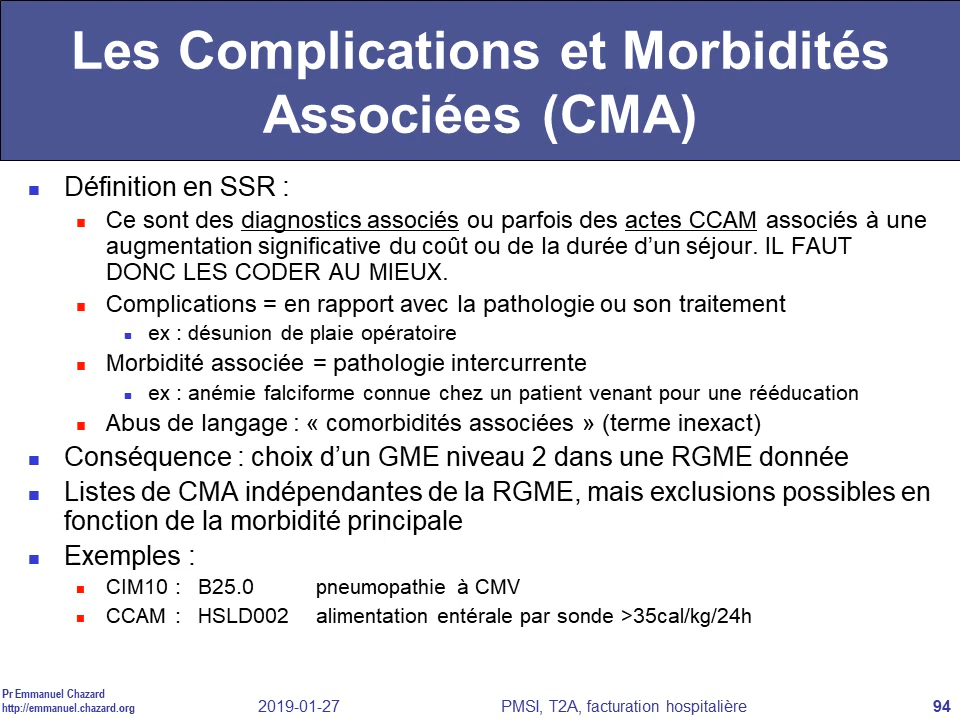 Les Complications et Morbidités
Associées (CMA)
Définition en SSR :
Ce sont des diagnostics associés ou parfois des actes CCAM associés à une
augmentation significative du coût ou de la durée d’un séjour. IL FAUT
DONC LES CODER AU MIEUX.
Complications = en rapport avec la pathologie ou son traitement
ex : désunion de plaie opératoire
Morbidité associée = pathologie intercurrente
ex : anémie falciforme connue chez un patient venant pour une rééducation
Abus de langage : « comorbidités associées » (terme inexact)
Conséquence : choix d’un GME niveau 2 dans une RGME donnée
Listes de CMA indépendantes de la RGME, mais exclusions possibles en
fonction de la morbidité principale
Exemples :
CIM10 : B25.0 pneumopathie à CMV
CCAM : HSLD002 alimentation entérale par sonde >35cal/kg/24h
Pr Emmanuel Chazard
http://emmanuel.chazard.org
2019-01-27 PMSI, T2A, facturation hospitalière 94